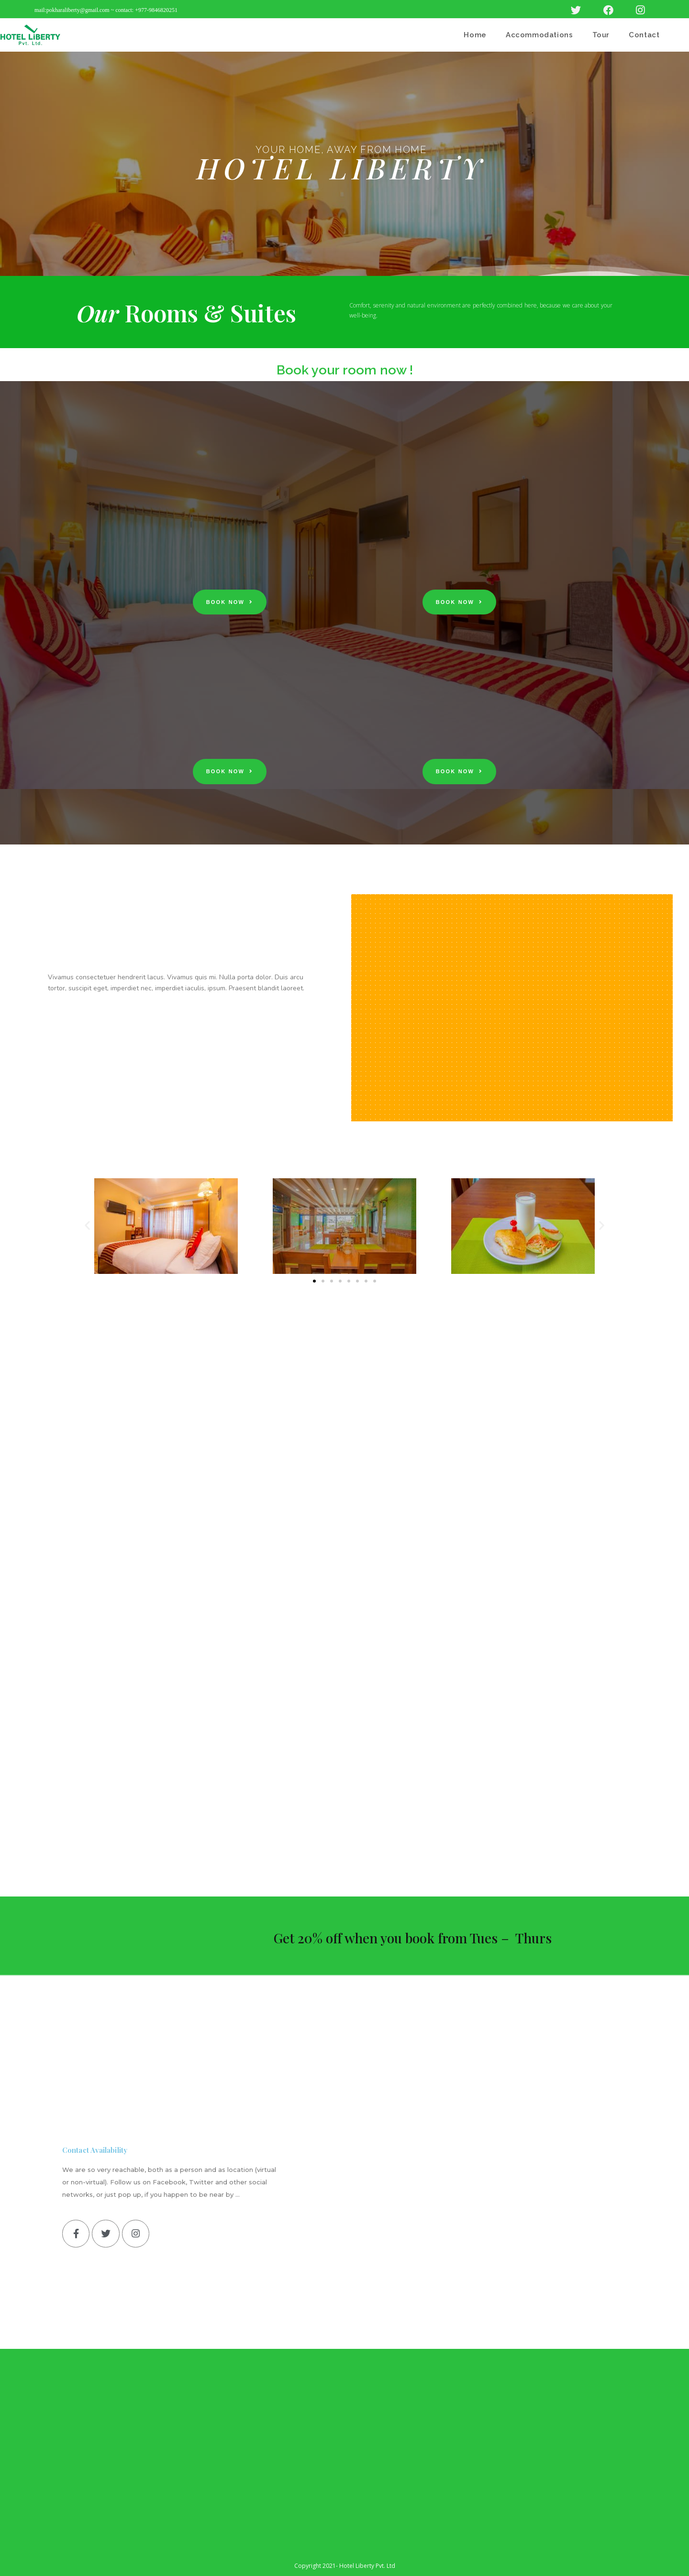 mail:pokharaliberty@gmail.com ~ contact: +977-9846820251
HOTEL LIBERTY
Pvt. Ltd.
Home Accommodations Tour Contact
YOUR HOME, AWAY FROM HOME
HOTEL LIBERTY
Our Rooms & Suites
Comfort, serenity and natural environment are perfectly combined here, because we care about your
well-being.
Book your room now !
BOOK NOW
BOOK NOW
BOOK NOW
BOOK NOW
Vivamus consectetuer hendrerit lacus. Vivamus quis mi. Nulla porta dolor. Duis arcu
tortor, suscipit eget, imperdiet nec, imperdiet iaculis, ipsum. Praesent blandit laoreet.
Get 20% off when you book from Tues – Thurs
Contact Availability
We are so very reachable, both as a person and as location (virtual
or non-virtual). Follow us on Facebook, Twitter and other social
networks, or just pop up, if you happen to be near by ...
Copyright 2021- Hotel Liberty Pvt. Ltd